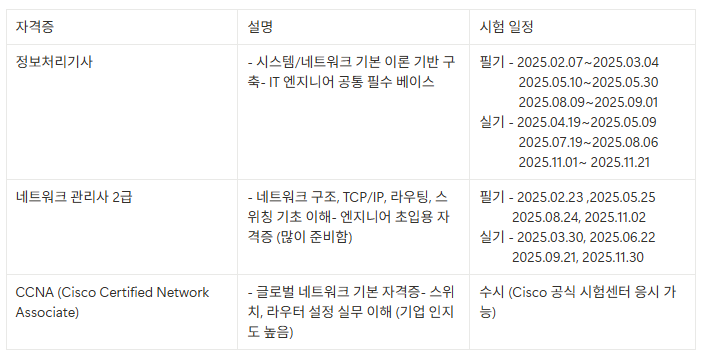 자격증
설명
시험 일정
정보처리기사
- 시스템/네트워크 기본 이론 기반 구
축- IT 엔지니어 공통 필수 베이스
필기 - 2025.02.07~2025.03.04
2025.05.10~2025.05.30
2025.08.09~2025.09.01
실기 - 2025.04.19~2025.05.09
2025.07.19~2025.08.06
2025.11.01~ 2025.11.21
네트워크 관리사 2급
- 네트워크 구조, TCP/IP, 라우팅, 스
위칭 기초 이해- 엔지니어 초입용 자
격증 (많이 준비함)
필기 - 2025.02.23 ,2025.05.25
2025.08.24, 2025.11.02
실기 - 2025.03.30, 2025.06.22
2025.09.21, 2025.11.30
CCNA (Cisco Certified Network
Associate)
- 글로벌 네트워크 기본 자격증- 스위
치, 라우터 설정 실무 이해 (기업 인지
도 높음)
수시 (Cisco 공식 시험센터 응시 가
능)